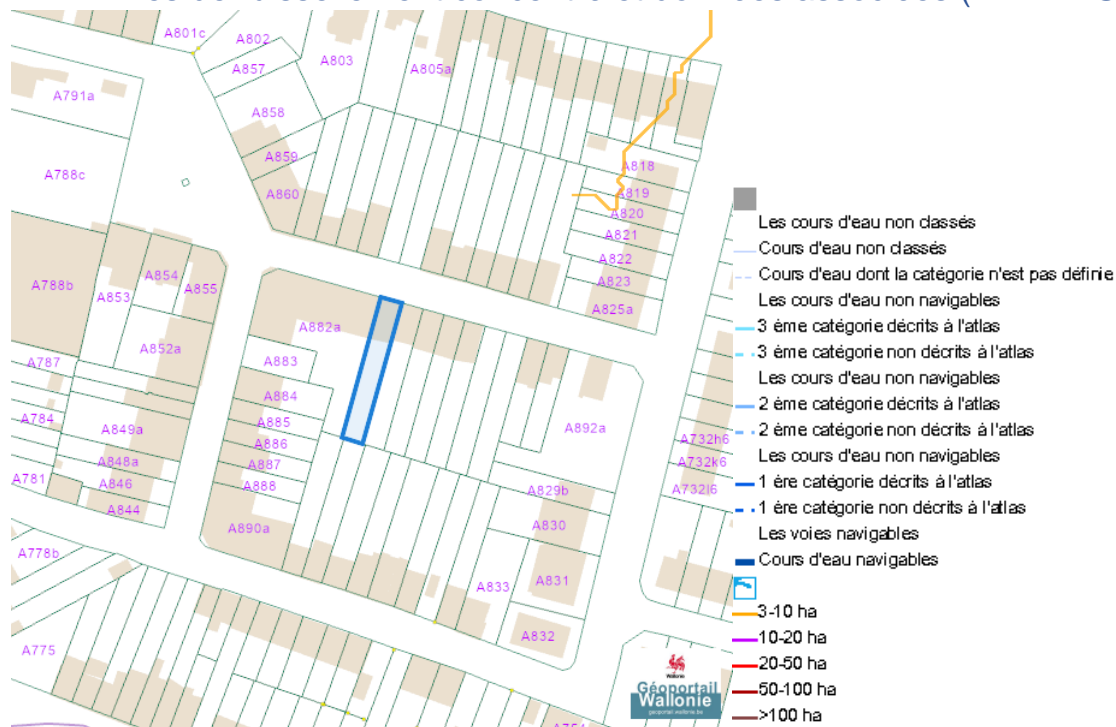 A801c
A802
A803
A805a
A857
A791a
A858
A859
A788c
A860
A818
A819
A820
A821
A822
A823
A825a
A854
A855
A788b
A853
A882a
A852a
A787
A883
A884
A885
A886
A887
A888
A890a
A784
A849a
A848a
A846
A844
A781
A892a
A829b
A830
A831
A832
A833
A732h6
A732k6
A732l6
A778b
A775
Les cours d'eau non classés
Cours d'eau non classés
Cours d'eau dont la catégorie n'est pas définie
Les cours d'eau non navigables
3 ème catégorie décrits à l'atlas
3 ème catégorie non décrits à l'atlas
Les cours d'eau non navigables
2 ème catégorie décrits à l'atlas
2 ème catégorie non décrits à l'atlas
Les cours d'eau non navigables
1 ère catégorie décrits à l'atlas
1 ère catégorie non décrits à l'atlas
Les voies navigables
Cours d'eau navigables
3-10 ha
10-20 ha
20-50 ha
50-100 ha
>100 ha
Wallonie
Géoportail
Wallonie
geoportail.wallonie.be